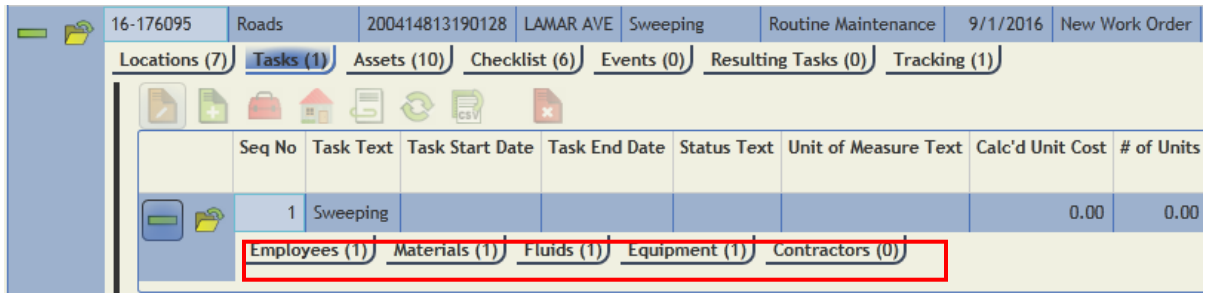 16-176095 Roads 200414813190128 LAMAR AVE Sweeping Routine Maintenance 9/1/2016 New Work Order
Locations (7) Tasks (1) Assets (10) Checklist (6) Events (0) Resulting Tasks (0) Tracking (1)
CSV
Seq No Task Text Task Start Date Task End Date Status Text Unit of Measure Text Calc'd Unit Cost # of Units
1 Sweeping 0.00 0.00
Employees (1) Materials (1) Fluids (1) Equipment (1) Contractors (0)